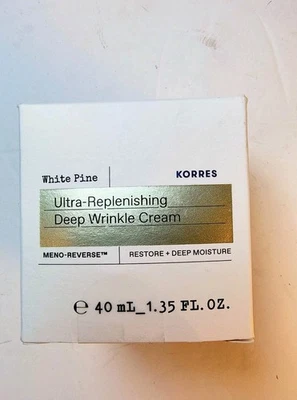 White Pine KORRES
Ultra-Replenishing
Deep Wrinkle Cream
MENO-REVERSE™ RESTORE + DEEP MOISTURE
℮ 40 mL_1.35 FL.OZ.